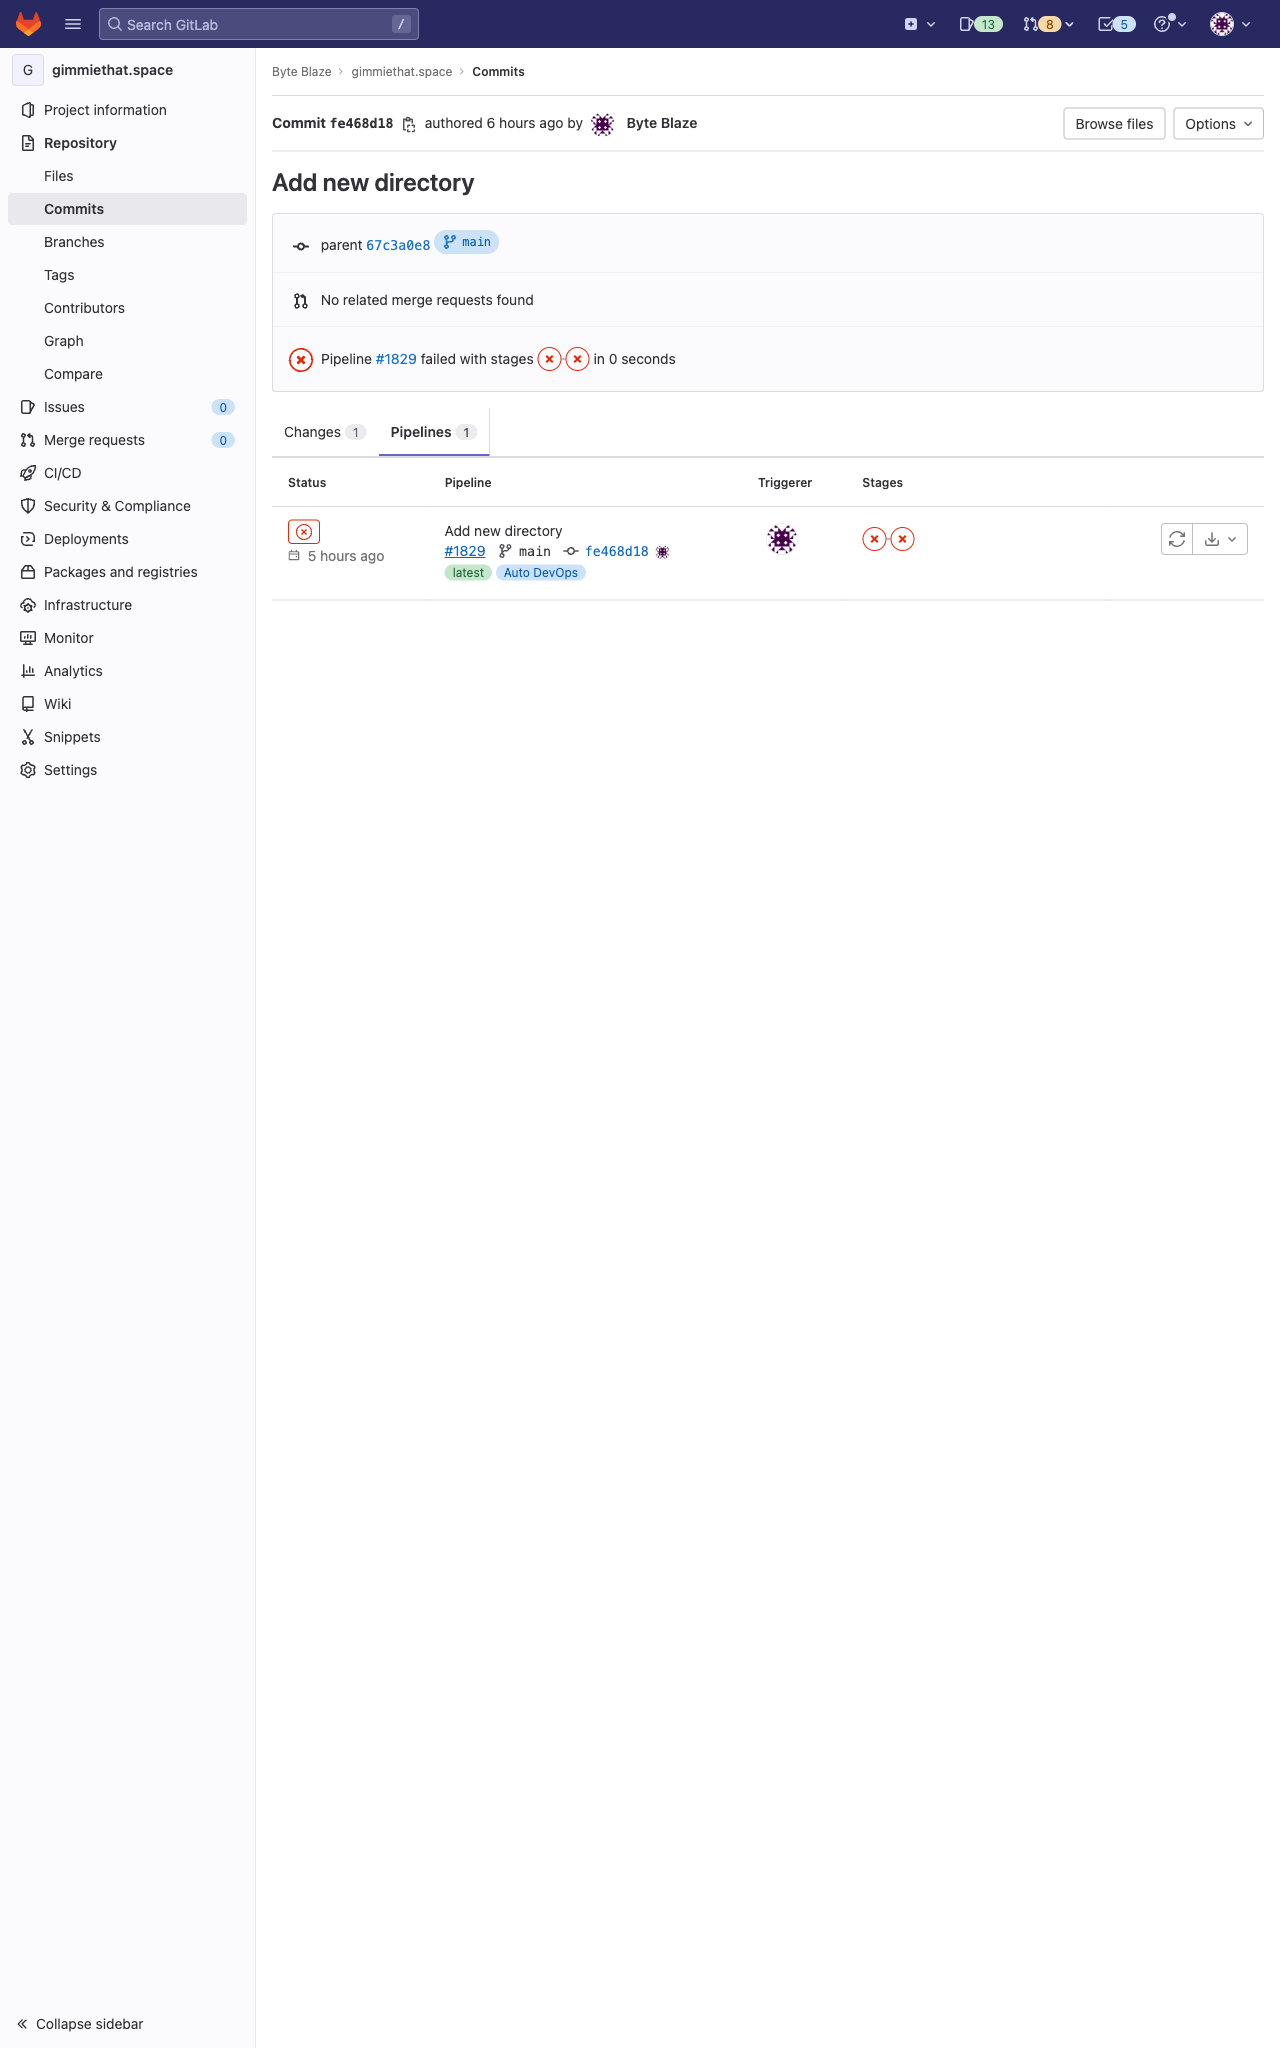 Search GitLab /
13
8
5
G gimmiethat.space
Project information
Repository
Files
Commits
Branches
Tags
Contributors
Graph
Compare
Issues 0
Merge requests 0
CI/CD
Security & Compliance
Deployments
Packages and registries
Infrastructure
Monitor
Analytics
Wiki
Snippets
Settings
Collapse sidebar
Byte Blaze > gimmiethat.space > Commits
Commit fe468d18 authored 6 hours ago by Byte Blaze
Browse files
Options
Add new directory
parent 67c3a0e8 main
No related merge requests found
Pipeline #1829 failed with stages in 0 seconds
Changes 1
Pipelines 1
Status Pipeline Triggerer Stages
5 hours ago
Add new directory
#1829 main fe468d18
latest Auto DevOps